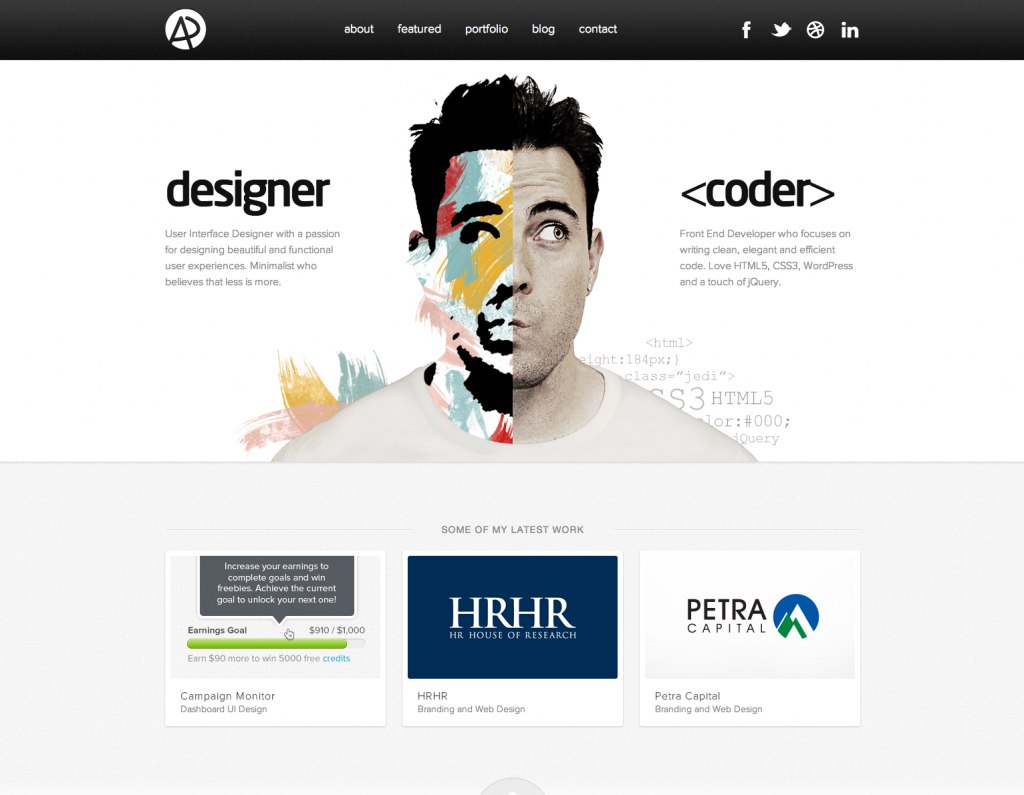 AP
about featured portfolio blog contact
designer
User Interface Designer with a passion
for designing beautiful and functional
user experiences. Minimalist who
believes that less is more.
<coder>
Front End Developer who focuses on
writing clean, elegant and efficient
code. Love HTML5, CSS3, WordPress
and a touch of jQuery.
<html>
eight:184px;}
class="jedi">
SS3 HTML5
lor:#000;
jQuery
SOME OF MY LATEST WORK
Increase your earnings to
complete goals and win
freebies. Achieve the current
goal to unlock your next one!
Earnings Goal $910 / $1,000
Earn $90 more to win 5000 free credits
Campaign Monitor
Dashboard UI Design
HRHR
HR HOUSE OF RESEARCH
HRHR
Branding and Web Design
PETRA
CAPITAL
Petra Capital
Branding and Web Design